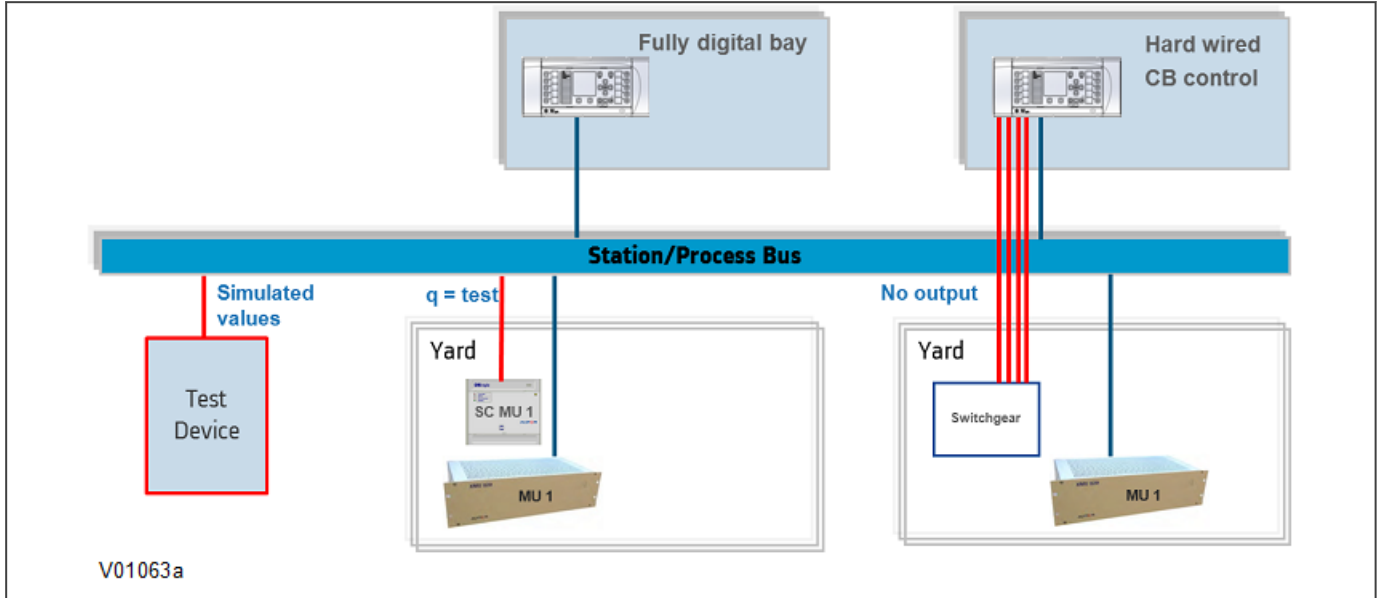 Fully digital bay
Hard wired
CB control
Station/Process Bus
Simulated
values
q = test
No output
Test
Device
Yard
SC MU 1
MU 1
Yard
Switchgear
MU 1
V01063a